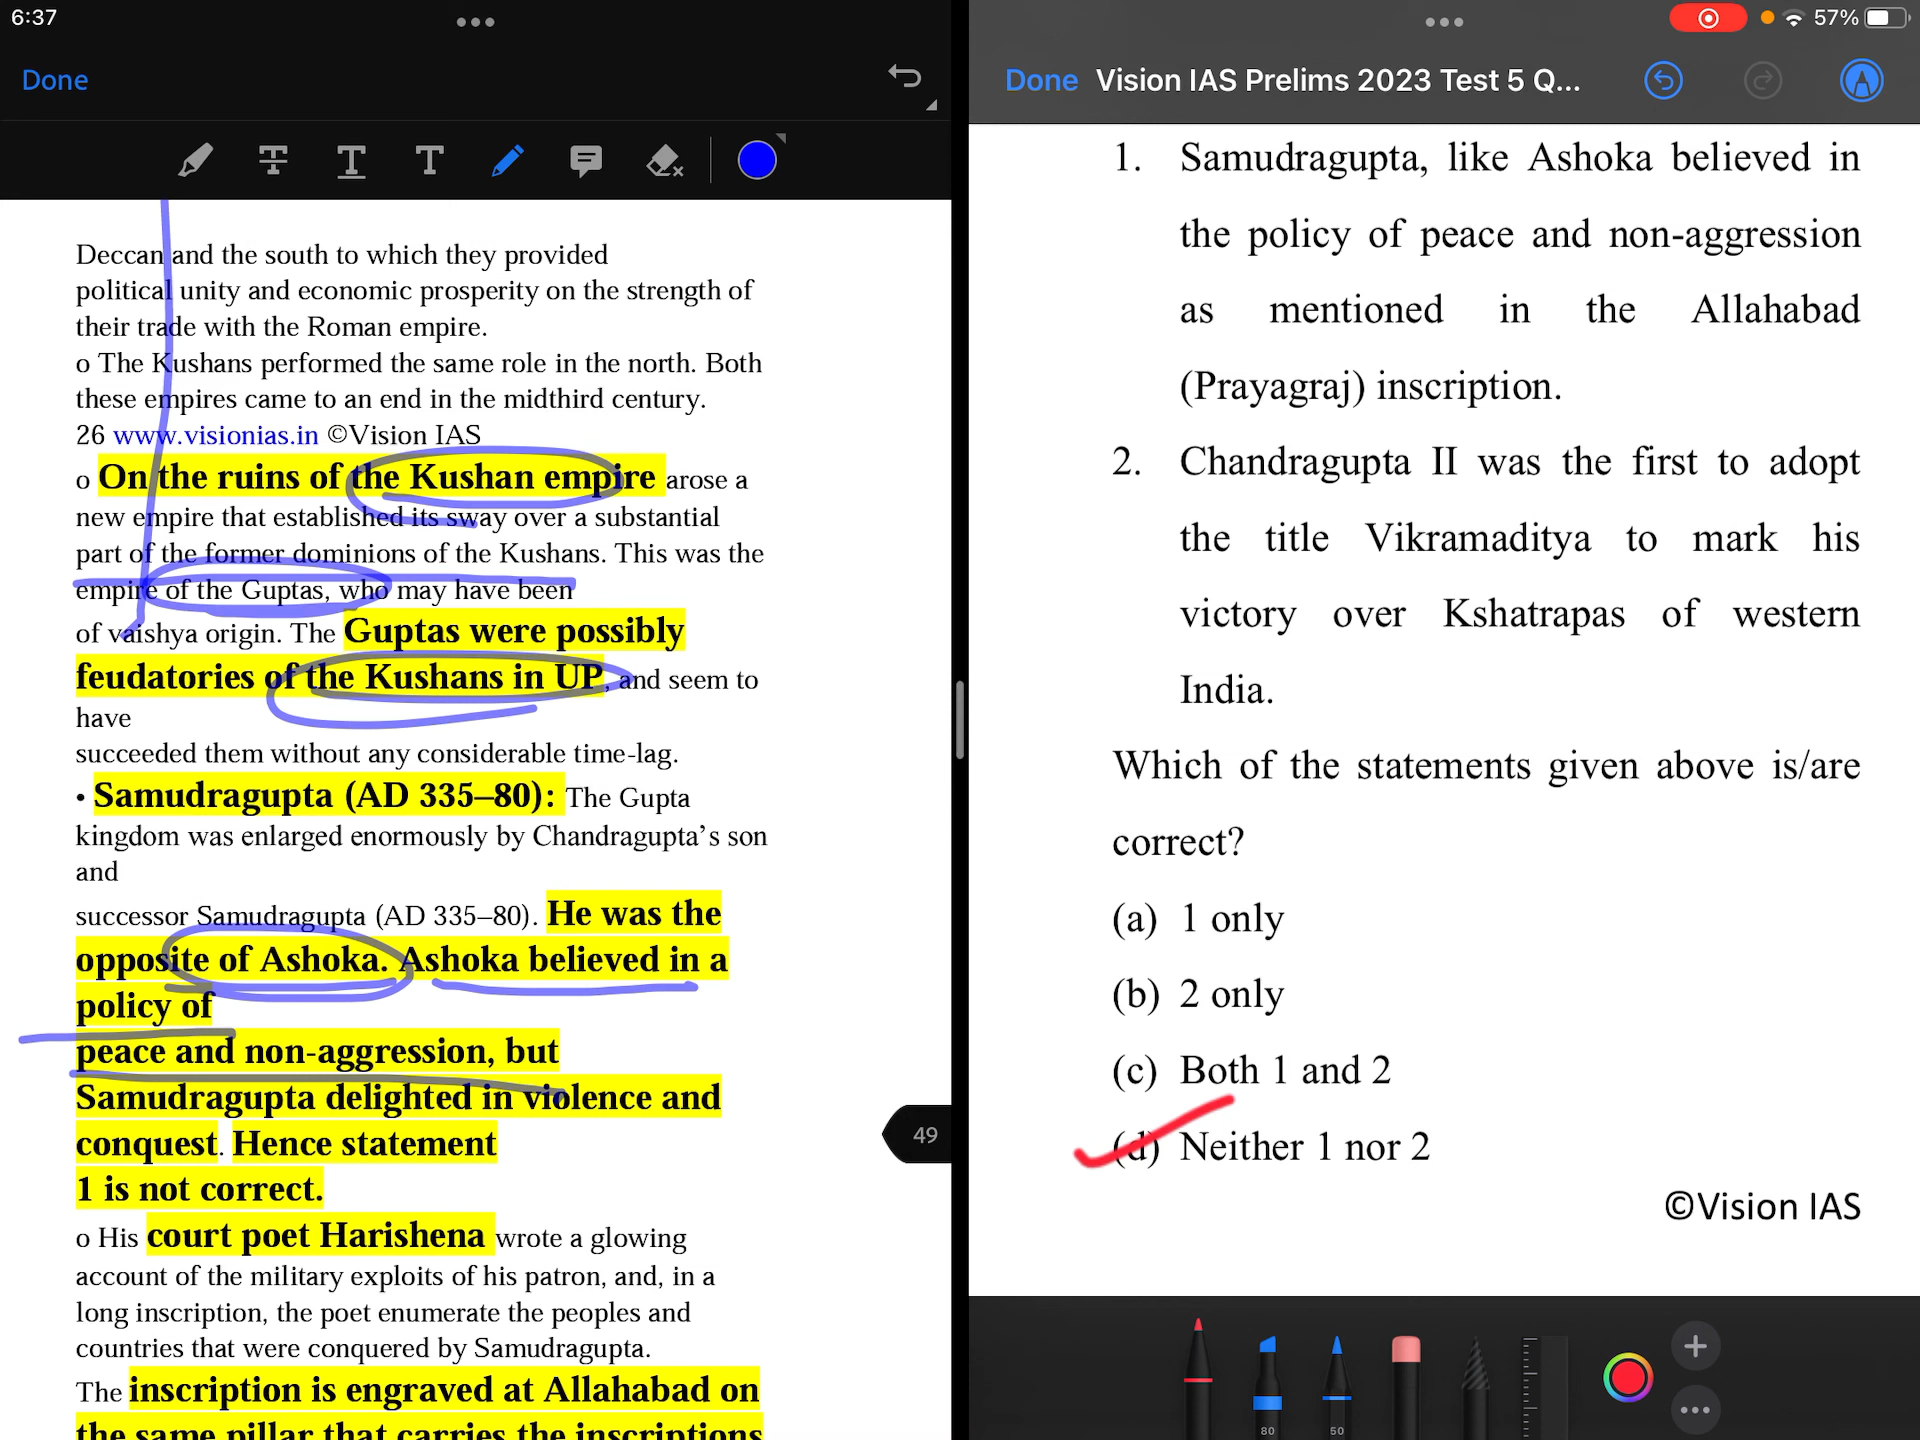 6:37
Done
Deccan and the south to which they provided
political unity and economic prosperity on the strength of
their trade with the Roman empire.
o The Kushans performed the same role in the north. Both
these empires came to an end in the midthird century.
26 www.visionias.in ©Vision IAS
o On the ruins of the Kushan empire arose a
new empire that established its sway over a substantial
part of the former dominions of the Kushans. This was the
empire of the Guptas, who may have been
of vaishya origin. The Guptas were possibly
feudatories of the Kushans in UP, and seem to
have
succeeded them without any considerable time-lag.
• Samudragupta (AD 335–80): The Gupta
kingdom was enlarged enormously by Chandragupta's son
and
successor Samudragupta (AD 335–80). He was the
opposite of Ashoka. Ashoka believed in a
policy of
peace and non-aggression, but
Samudragupta delighted in violence and
conquest. Hence statement
1 is not correct.
o His court poet Harishena wrote a glowing
account of the military exploits of his patron, and, in a
long inscription, the poet enumerate the peoples and
countries that were conquered by Samudragupta.
The inscription is engraved at Allahabad on
the same pillar that carries the inscriptions
49
57%
Done Vision IAS Prelims 2023 Test 5 Q...
1. Samudragupta, like Ashoka believed in
the policy of peace and non-aggression
as mentioned in the Allahabad
(Prayagraj) inscription.
2. Chandragupta II was the first to adopt
the title Vikramaditya to mark his
victory over Kshatrapas of western
India.
Which of the statements given above is/are
correct?
(a) 1 only
(b) 2 only
(c) Both 1 and 2
(d) Neither 1 nor 2
©Vision IAS
80
50